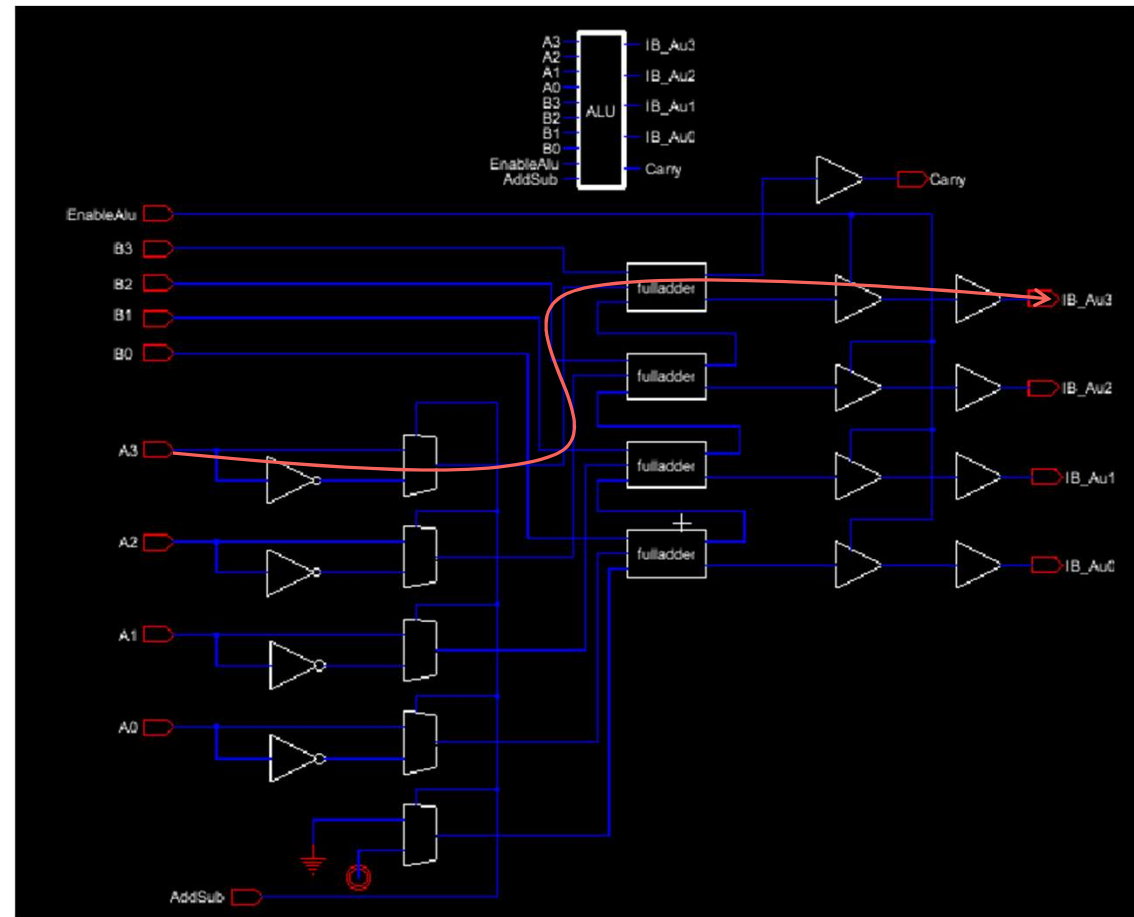 A3
A2
A1
A0
B3
B2
B1
B0
EnableAlu
AddSub
ALU
IB_Au3
IB_Au2
IB_Au1
IB_Au0
Carry
Carry
EnableAlu
B3
B2
B1
B0
A3
A2
A1
A0
AddSub
fulladder
fulladder
fulladder
fulladder
IB_Au3
IB_Au2
IB_Au1
IB_Au0